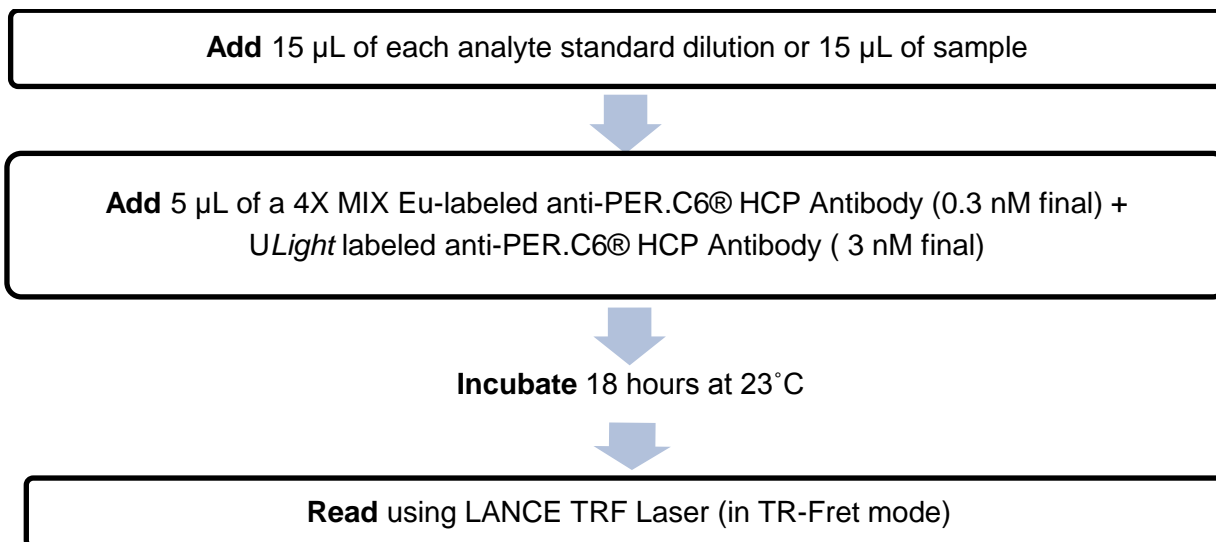 Add 15 µL of each analyte standard dilution or 15 µL of sample
Add 5 µL of a 4X MIX Eu-labeled anti-PER.C6® HCP Antibody (0.3 nM final) +
ULight labeled anti-PER.C6® HCP Antibody ( 3 nM final)
Incubate 18 hours at 23˚C
Read using LANCE TRF Laser (in TR-Fret mode)